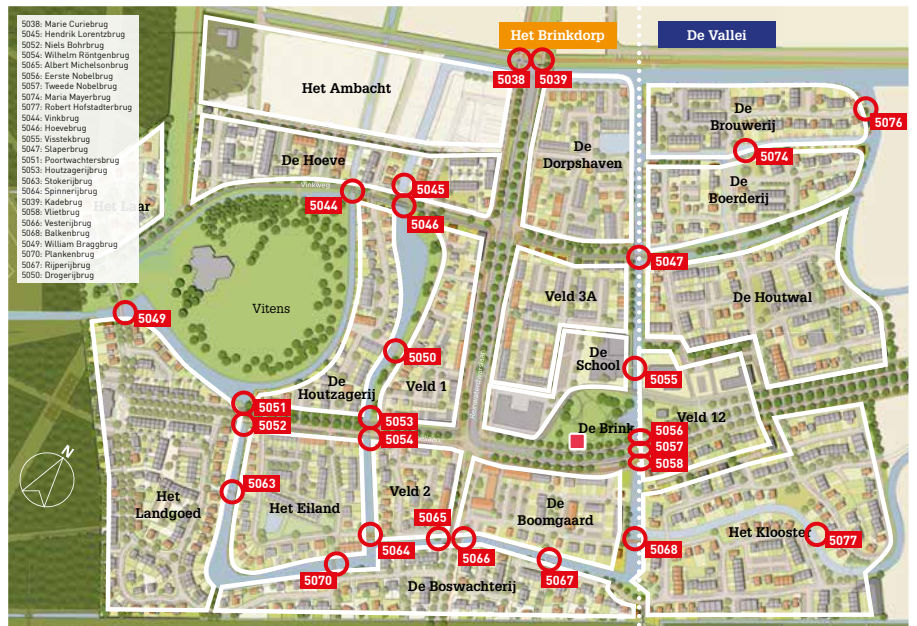 5038: Marie Curiebrug
5045: Hendrik Lorentzbrug
5052: Niels Bohrbrug
5054: Wilhelm Röntgenbrug
5065: Albert Michelsonbrug
5056: Eerste Nobelbrug
5057: Tweede Nobelbrug
5074: Maria Mayerbrug
5077: Robert Hofstadterbrug
5044: Vinkbrug
5046: Hoevebrug
5055: Visstekbrug
5047: Slaperbrug
5051: Poortwachtersbrug
5053: Houtzagerijbrug
5063: Stokerijbrug
5064: Spinnerijbrug
5039: Kadebrug
5058: Vlietbrug
5066: Vesterijbrug
5068: Balkenbrug
5049: William Braggbrug
5070: Plankenbrug
5067: Rijperijbrug
5050: Drogerijbrug
Het Brinkdorp
De Vallei
5038
5039
Het Ambacht
De
Brouwerij
5076
De
Dorpshaven
5074
De Hoeve
De
Boerderij
Vinkweg
5045
5044
5046
Het Laar
5047
Veld 3A
De Houtwal
Vitens
5049
5050
De
School
5055
De
Houtzagerij
Veld 1
5051
5052
5053
5054
De Brink
Veld 12
5056
5057
5058
N
5063
Het
Landgoed
Het Eiland
Veld 2
De
Boomgaard
5065
5064
5066
5068
Het Klooster
5077
5070
5067
De Boswachterij